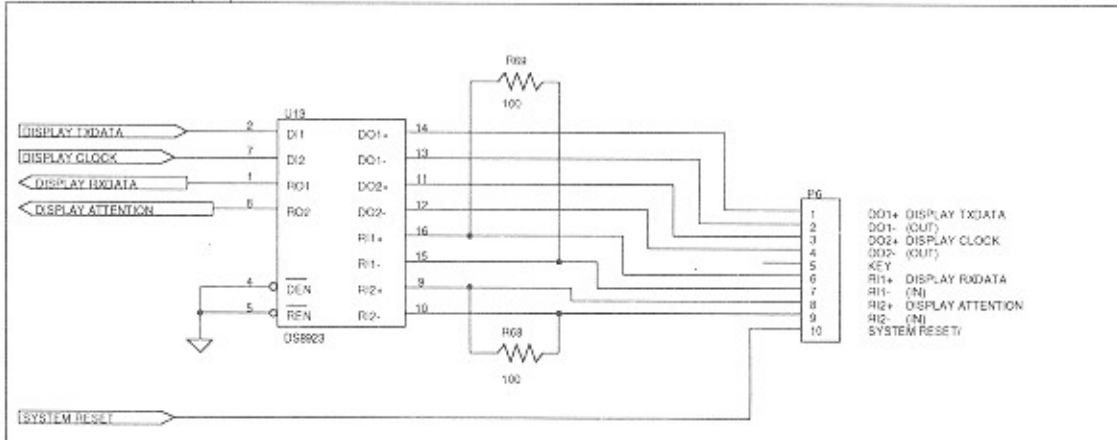 R69
100
U19
DISPLAY TXDATA 2 DI1 DO1+ 14
DISPLAY CLOCK 7 DI2 DO1- 13
DISPLAY RXDATA 1 RO1 DO2+ 11
DISPLAY ATTENTION 6 RO2 DO2- 12
RI1+ 16
RI1- 15
4 DEN RI2+ 9
5 REN RI2- 10
DS8923
R68
100
P6
1 DO1+ DISPLAY TXDATA
2 DO1- (OUT)
3 DO2+ DISPLAY CLOCK
4 DO2- (OUT)
5 KEY
6 RI1+ DISPLAY RXDATA
7 RI1- (IN)
8 RI2+ DISPLAY ATTENTION
9 RI2- (IN)
10 SYSTEM RESET/
SYSTEM RESET